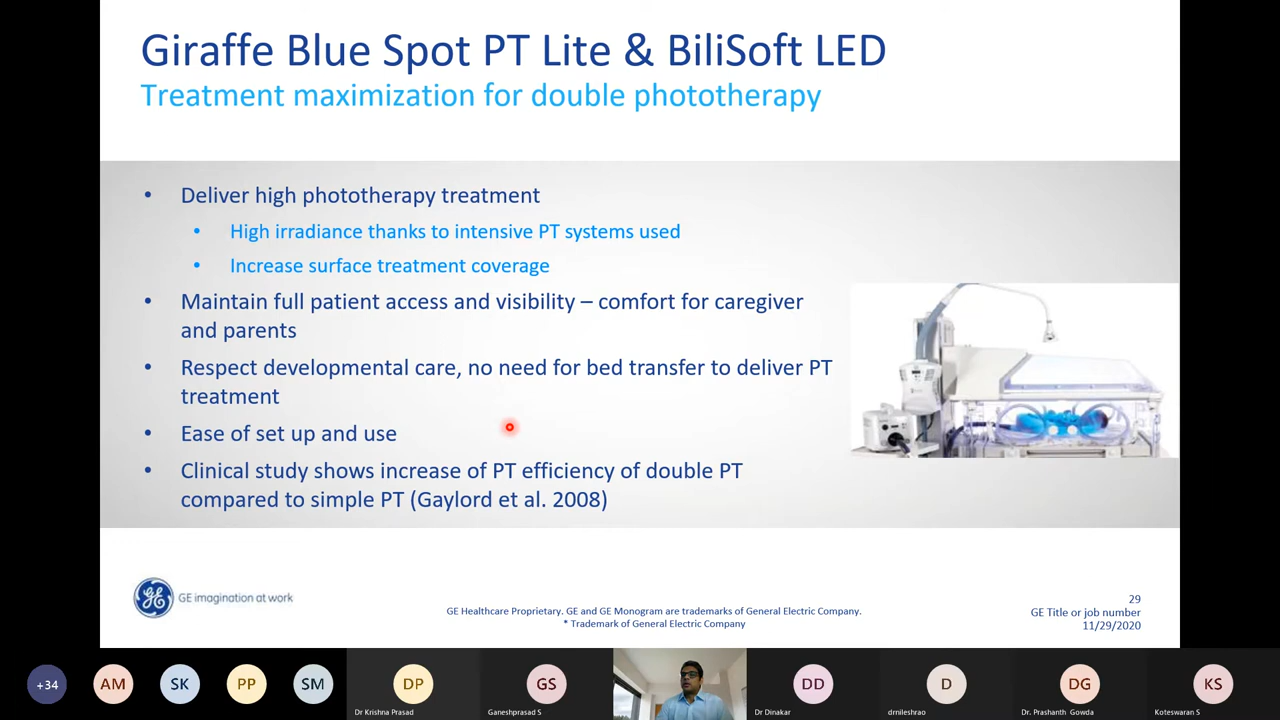 Giraffe Blue Spot PT Lite & BiliSoft LED
Treatment maximization for double phototherapy
• Deliver high phototherapy treatment
• High irradiance thanks to intensive PT systems used
• Increase surface treatment coverage
• Maintain full patient access and visibility – comfort for caregiver
and parents
• Respect developmental care, no need for bed transfer to deliver PT
treatment
• Ease of set up and use
• Clinical study shows increase of PT efficiency of double PT
compared to simple PT (Gaylord et al. 2008)
GE imagination at work
GE Healthcare Proprietary. GE and GE Monogram are trademarks of General Electric Company.
* Trademark of General Electric Company
29
GE Title or job number
11/29/2020
+34
AM
SK
PP
SM
DP
Dr Krishna Prasad
GS
Ganeshprasad S
DD
Dr Dinakar
D
drnileshrao
DG
Dr. Prashanth Gowda
KS
Koteswaran S